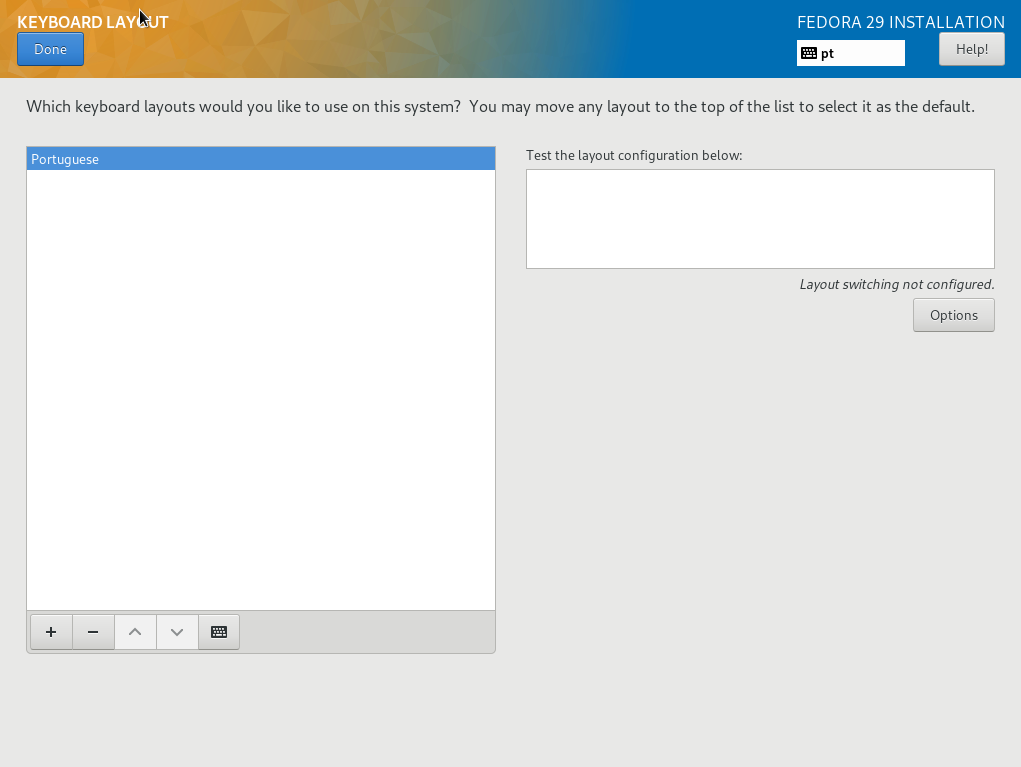 KEYBOARD LAYOUT
FEDORA 29 INSTALLATION
Done
pt
Help!
Which keyboard layouts would you like to use on this system?  You may move any layout to the top of the list to select it as the default.
Portuguese
Test the layout configuration below:
Layout switching not configured.
Options